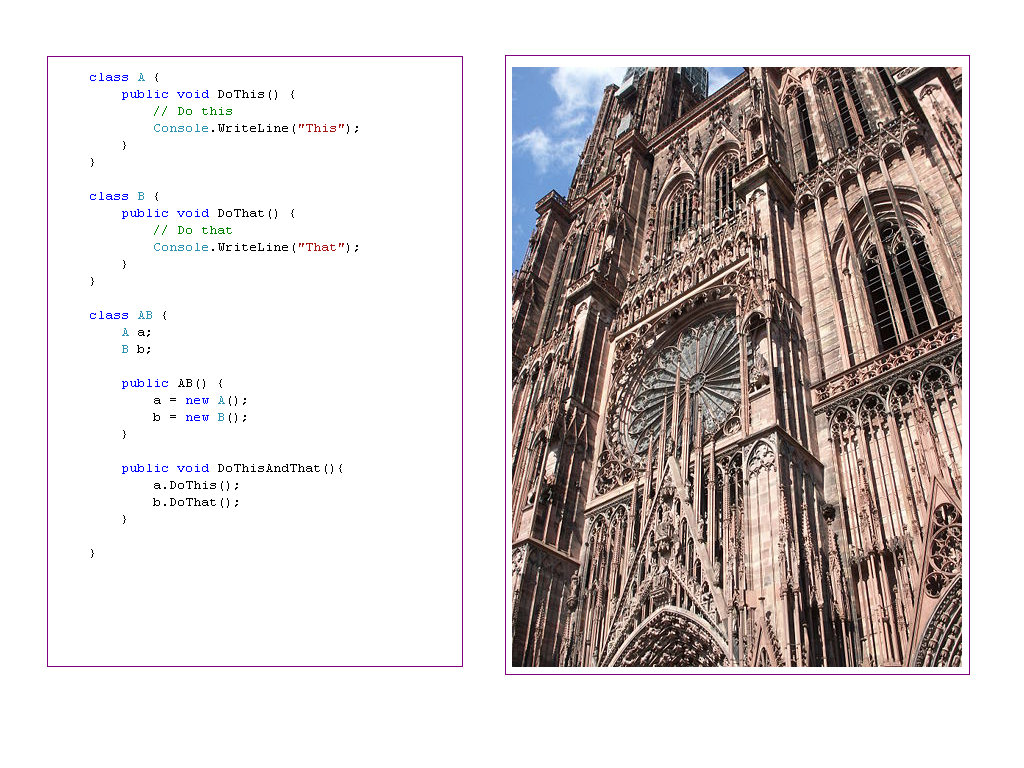 class A {
    public void DoThis() {
        // Do this
        Console.WriteLine("This");
    }
}

class B {
    public void DoThat() {
        // Do that
        Console.WriteLine("That");
    }
}

class AB {
    A a;
    B b;

    public AB() {
        a = new A();
        b = new B();
    }

    public void DoThisAndThat(){
        a.DoThis();
        b.DoThat();
    }

}